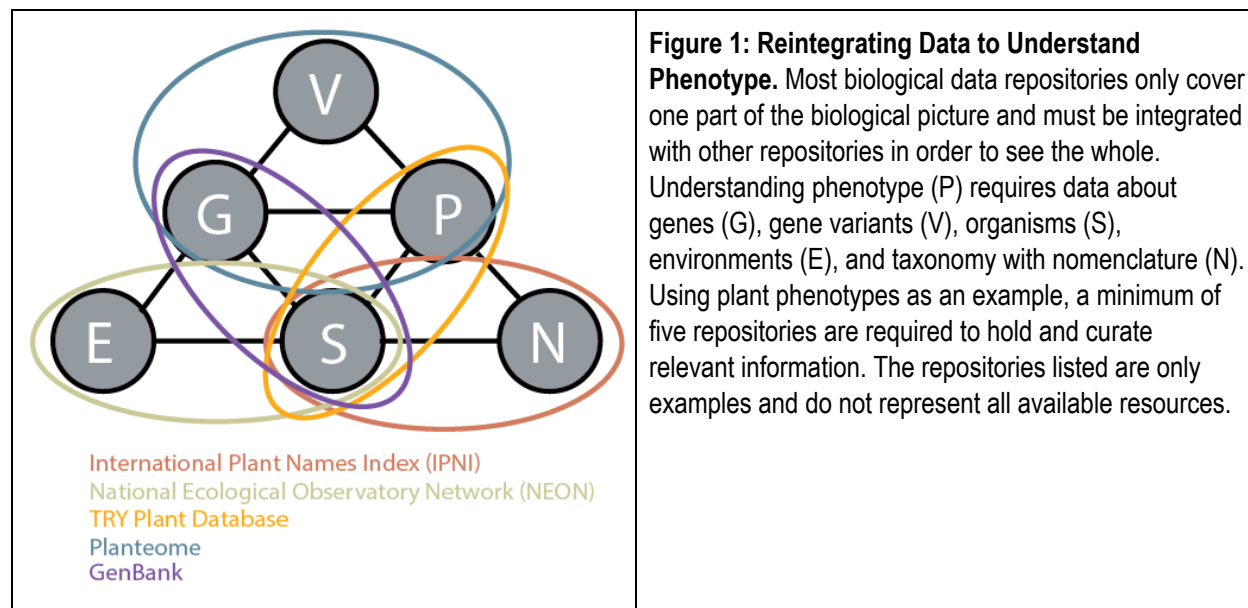 V
G
P
E
S
N
International Plant Names Index (IPNI)
National Ecological Observatory Network (NEON)
TRY Plant Database
Planteome
GenBank
Figure 1: Reintegrating Data to Understand
Phenotype. Most biological data repositories only cover
one part of the biological picture and must be integrated
with other repositories in order to see the whole.
Understanding phenotype (P) requires data about
genes (G), gene variants (V), organisms (S),
environments (E), and taxonomy with nomenclature (N).
Using plant phenotypes as an example, a minimum of
five repositories are required to hold and curate
relevant information. The repositories listed are only
examples and do not represent all available resources.